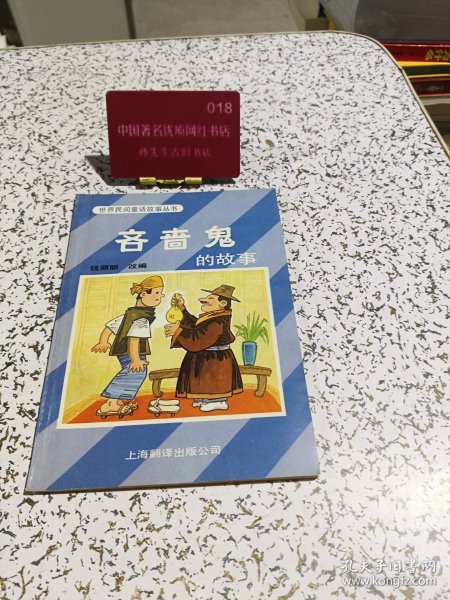 018
中国著名优质网红书店
孙先生古旧书店
世界民间童话故事丛书
吝啬鬼
的故事
钱丽丽 改编
上海翻译出版公司
孔夫子旧书网
www.kongfz.com